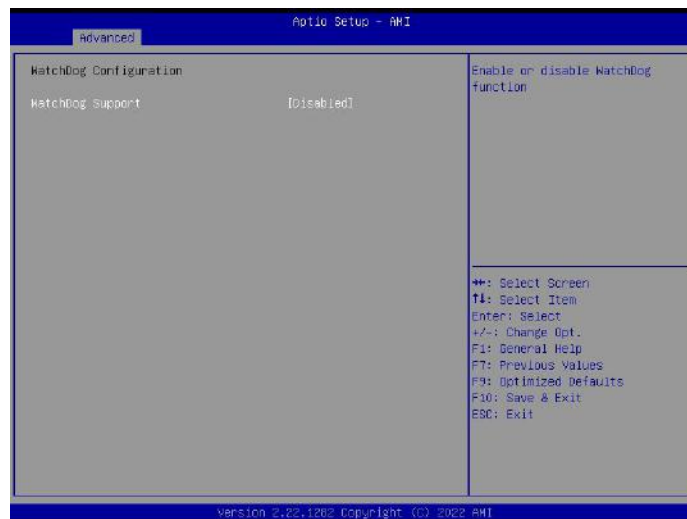 Aptio Setup - AMI
Advanced
WatchDog Configuration
WatchDog Support [Disabled]
Enable or disable WatchDog
function
→←: Select Screen
↑↓: Select Item
Enter: Select
+/-: Change Opt.
F1: General Help
F7: Previous Values
F9: Optimized Defaults
F10: Save & Exit
ESC: Exit
Version 2.22.1282 Copyright (C) 2022 AMI